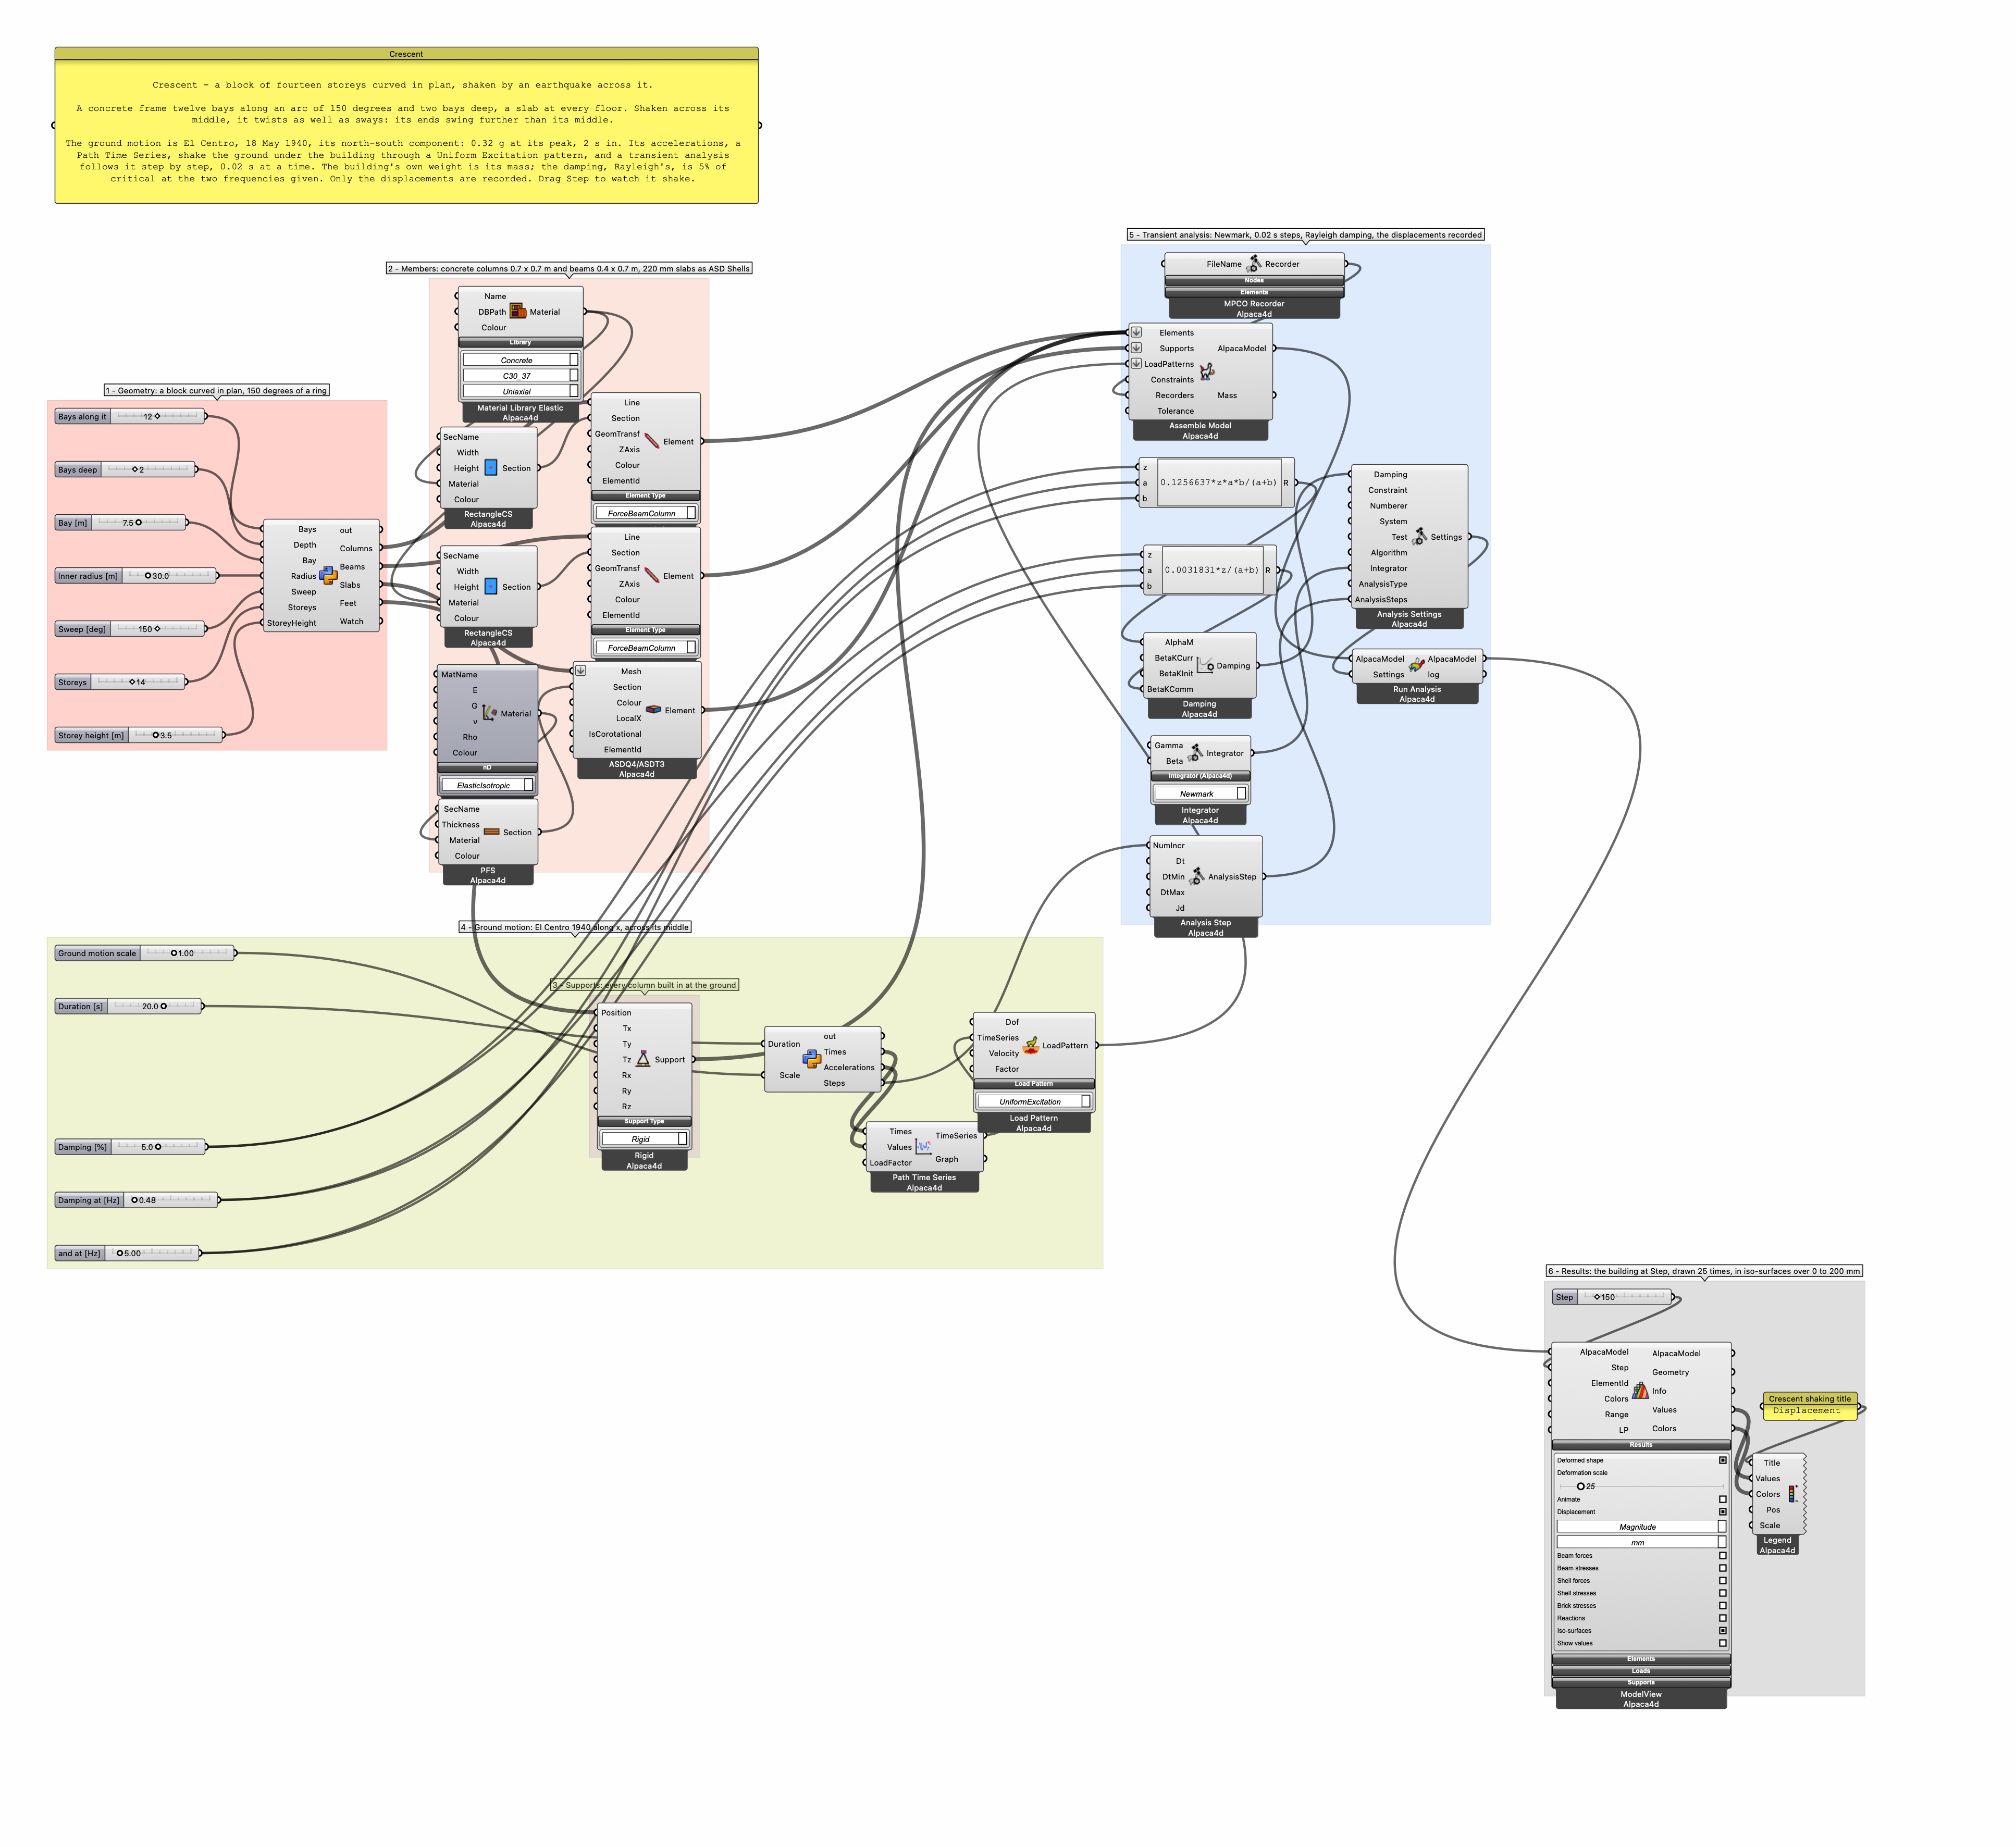 Crescent
Crescent - a block of fourteen storeys curved in plan, shaken by an earthquake across it.
A concrete frame twelve bays along an arc of 150 degrees and two bays deep, a slab at every floor. Shaken across its
middle, it twists as well as sways: its ends swing further than its middle.
The ground motion is El Centro, 18 May 1940, its north-south component: 0.32 g at its peak, 2 s in. Its accelerations, a
Path Time Series, shake the ground under the building through a Uniform Excitation pattern, and a transient analysis
follows it step by step, 0.02 s at a time. The building's own weight is its mass; the damping, Rayleigh's, is 5% of
critical at the two frequencies given. Only the displacements are recorded. Drag Step to watch it shake.
1 - Geometry: a block curved in plan, 150 degrees of a ring
Bays along it 12
Bays deep 2
Bay [m] 7.5
Inner radius [m] 30.0
Sweep [deg] 150
Storeys 14
Storey height [m] 3.5
Bays
Depth
Bay
Radius
Sweep
Storeys
StoreyHeight
out
Columns
Beams
Slabs
Feet
Watch
2 - Members: concrete columns 0.7 x 0.7 m and beams 0.4 x 0.7 m, 220 mm slabs as ASD Shells
Name
DBPath
Colour
Material
Library
Concrete
C30_37
Uniaxial
Material Library Elastic
Alpaca4d
SecName
Width
Height
Material
Colour
Section
RectangleCS
Alpaca4d
SecName
Width
Height
Material
Colour
Section
RectangleCS
Alpaca4d
MatName
E
G
v
Rho
Colour
Material
nD
ElasticIsotropic
SecName
Thickness
Material
Colour
Section
PFS
Alpaca4d
Line
Section
GeomTransf
ZAxis
Colour
ElementId
Element
Element Type
ForceBeamColumn
Line
Section
GeomTransf
ZAxis
Colour
ElementId
Element
Element Type
ForceBeamColumn
Mesh
Section
Colour
LocalX
IsCorotational
ElementId
Element
ASDQ4/ASDT3
Alpaca4d
4 - Ground motion: El Centro 1940 along x, across its middle
Ground motion scale 1.00
Duration [s] 20.0
Damping [%] 5.0
Damping at [Hz] 0.48
and at [Hz] 5.00
3 - Supports: every column built in at the ground
Position
Tx
Ty
Tz
Rx
Ry
Rz
Support
Support Type
Rigid
Rigid
Alpaca4d
Duration
Scale
out
Times
Accelerations
Steps
Times
Values
LoadFactor
TimeSeries
Graph
Path Time Series
Alpaca4d
Dof
TimeSeries
Velocity
Factor
LoadPattern
Load Pattern
UniformExcitation
Load Pattern
Alpaca4d
5 - Transient analysis: Newmark, 0.02 s steps, Rayleigh damping, the displacements recorded
FileName
Recorder
Nodes
Elements
MPCO Recorder
Alpaca4d
Elements
Supports
LoadPatterns
Constraints
Recorders
Tolerance
AlpacaModel
Mass
Assemble Model
Alpaca4d
z
a
b
0.1256637*z*a*b/(a+b)
R
z
a
b
0.0031831*z/(a+b)
R
AlphaM
BetaKCurr
BetaKInit
BetaKComm
Damping
Damping
Alpaca4d
Gamma
Beta
Integrator
Integrator (Alpaca4d)
Newmark
Integrator
Alpaca4d
NumIncr
Dt
DtMin
DtMax
Jd
AnalysisStep
Analysis Step
Alpaca4d
Damping
Constraint
Numberer
System
Test
Algorithm
Integrator
AnalysisType
AnalysisSteps
Settings
Analysis Settings
Alpaca4d
AlpacaModel
Settings
AlpacaModel
log
Run Analysis
Alpaca4d
6 - Results: the building at Step, drawn 25 times, in iso-surfaces over 0 to 200 mm
Step 150
AlpacaModel
Step
ElementId
Colors
Range
LP
AlpacaModel
Geometry
Info
Values
Colors
Results
Deformed shape
Deformation scale
25
Animate
Displacement
Magnitude
mm
Beam forces
Beam stresses
Shell forces
Shell stresses
Brick stresses
Reactions
Iso-surfaces
Show values
Elements
Loads
Supports
ModelView
Alpaca4d
Crescent shaking title
Displacement
Title
Values
Colors
Pos
Scale
Legend
Alpaca4d